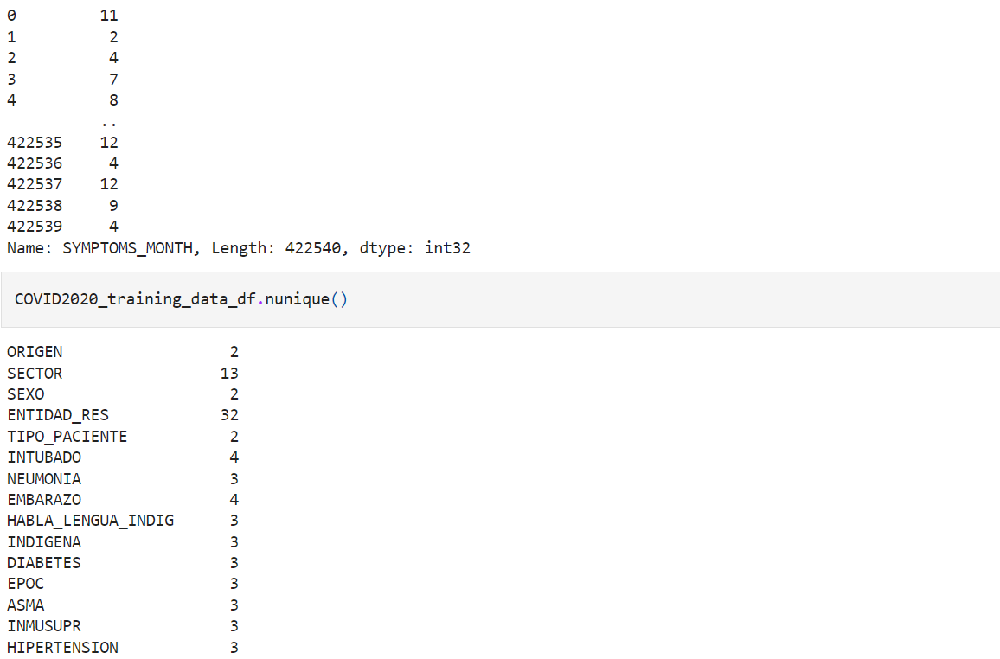 0 11
1 2
2 4
3 7
4 8
..
422535 12
422536 4
422537 12
422538 9
422539 4
Name: SYMPTOMS_MONTH, Length: 422540, dtype: int32
COVID2020_training_data_df.nunique()
ORIGEN 2
SECTOR 13
SEXO 2
ENTIDAD_RES 32
TIPO_PACIENTE 2
INTUBADO 4
NEUMONIA 3
EMBARAZO 4
HABLA_LENGUA_INDIG 3
INDIGENA 3
DIABETES 3
EPOC 3
ASMA 3
INMUSUPR 3
HIPERTENSION 3